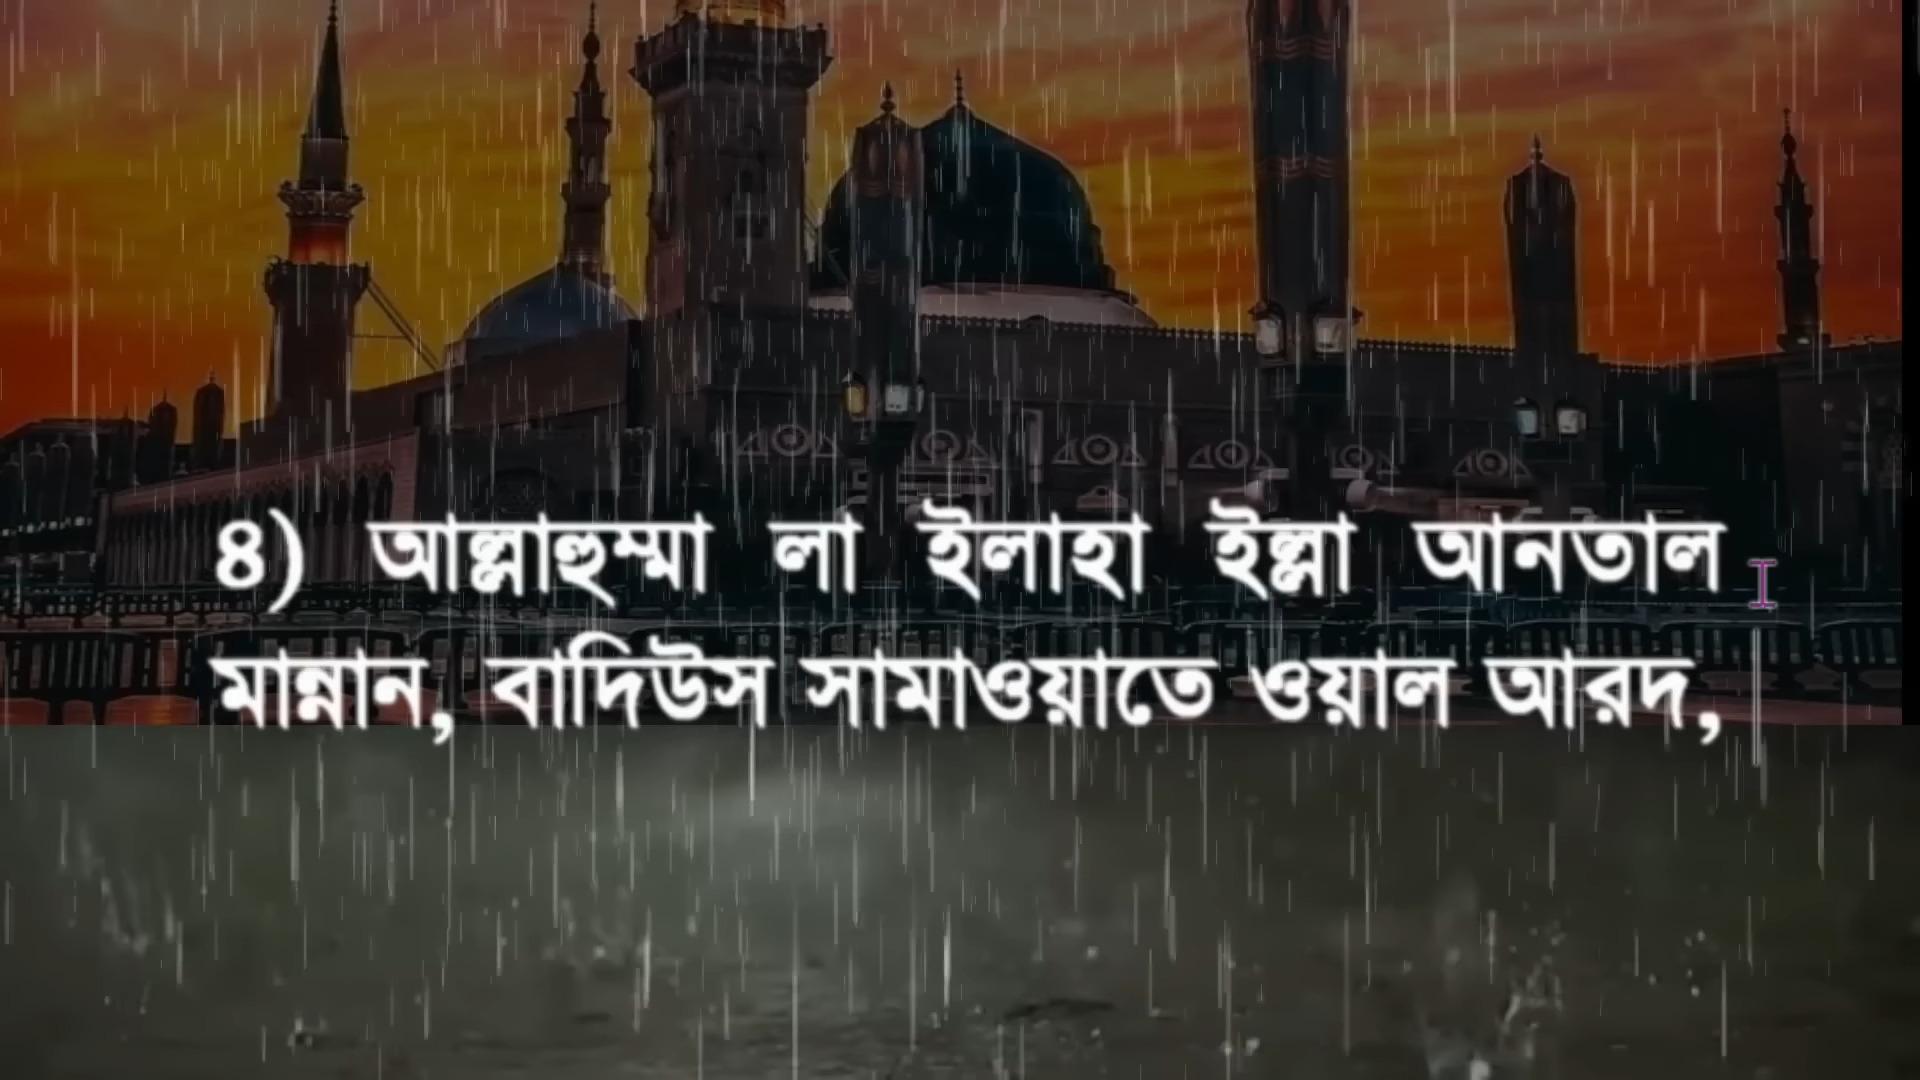 ৪) আল্লাহুম্মা লা ইলাহা ইল্লা আনতাল
মান্নান, বাদিউস সামাওয়াতে ওয়াল আরদ,